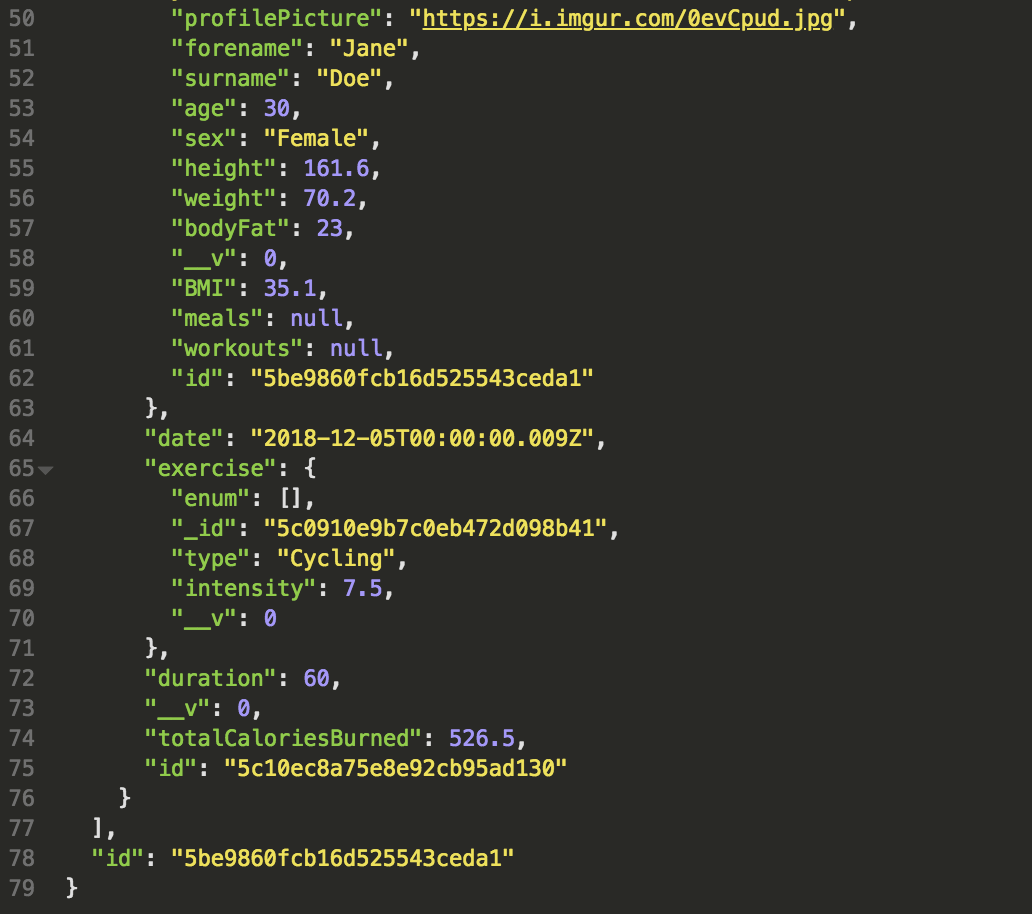 50 "profilePicture": "https://i.imgur.com/0evCpud.jpg",
51 "forename": "Jane",
52 "surname": "Doe",
53 "age": 30,
54 "sex": "Female",
55 "height": 161.6,
56 "weight": 70.2,
57 "bodyFat": 23,
58 "__v": 0,
59 "BMI": 35.1,
60 "meals": null,
61 "workouts": null,
62 "id": "5be9860fcb16d525543ceda1"
63 },
64 "date": "2018-12-05T00:00:00.009Z",
65 "exercise": {
66 "enum": [],
67 "_id": "5c0910e9b7c0eb472d098b41",
68 "type": "Cycling",
69 "intensity": 7.5,
70 "__v": 0
71 },
72 "duration": 60,
73 "__v": 0,
74 "totalCaloriesBurned": 526.5,
75 "id": "5c10ec8a75e8e92cb95ad130"
76 }
77 ],
78 "id": "5be9860fcb16d525543ceda1"
79 }